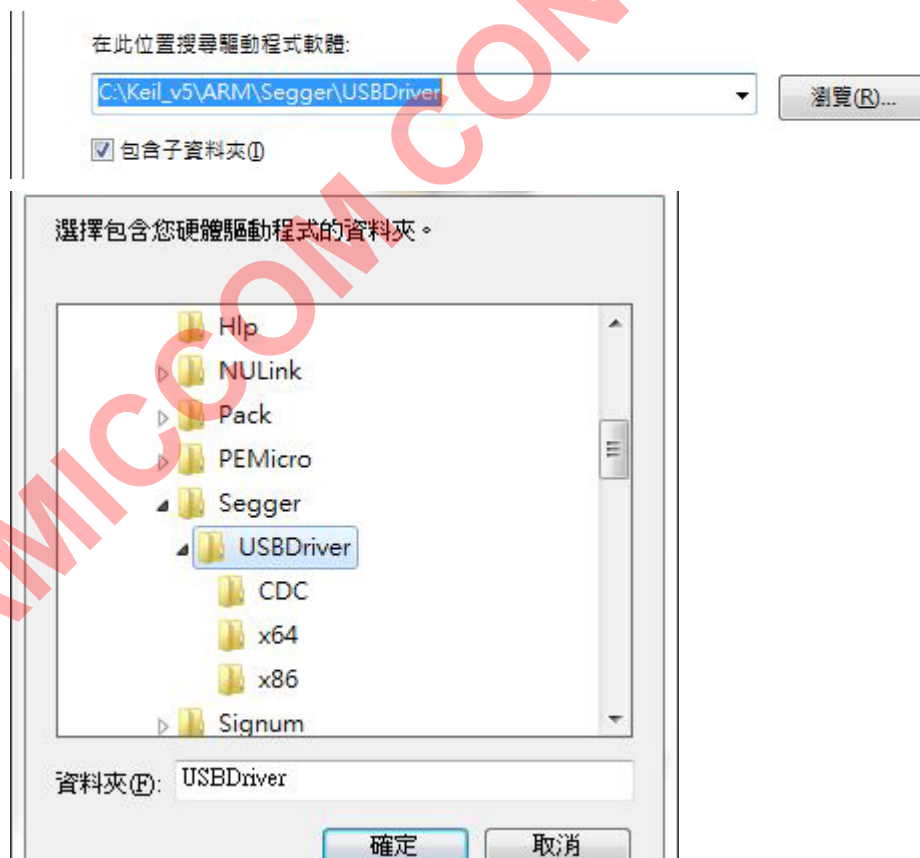 在此位置搜尋驅動程式軟體:
C:\Keil_v5\ARM\Segger\USBDriver
瀏覽(R)...
包含子資料夾(I)
選擇包含您硬體驅動程式的資料夾。
Hlp
NULink
Pack
PEMicro
Segger
USBDriver
CDC
x64
x86
Signum
資料夾(F): USBDriver
確定 取消
AMICCOM CON